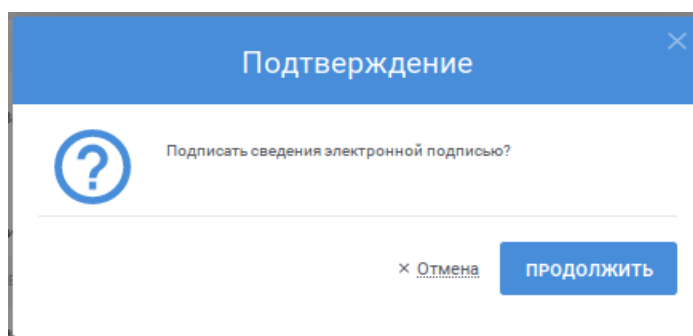 Подтверждение
Подписать сведения электронной подписью?
Отмена
ПРОДОЛЖИТЬ